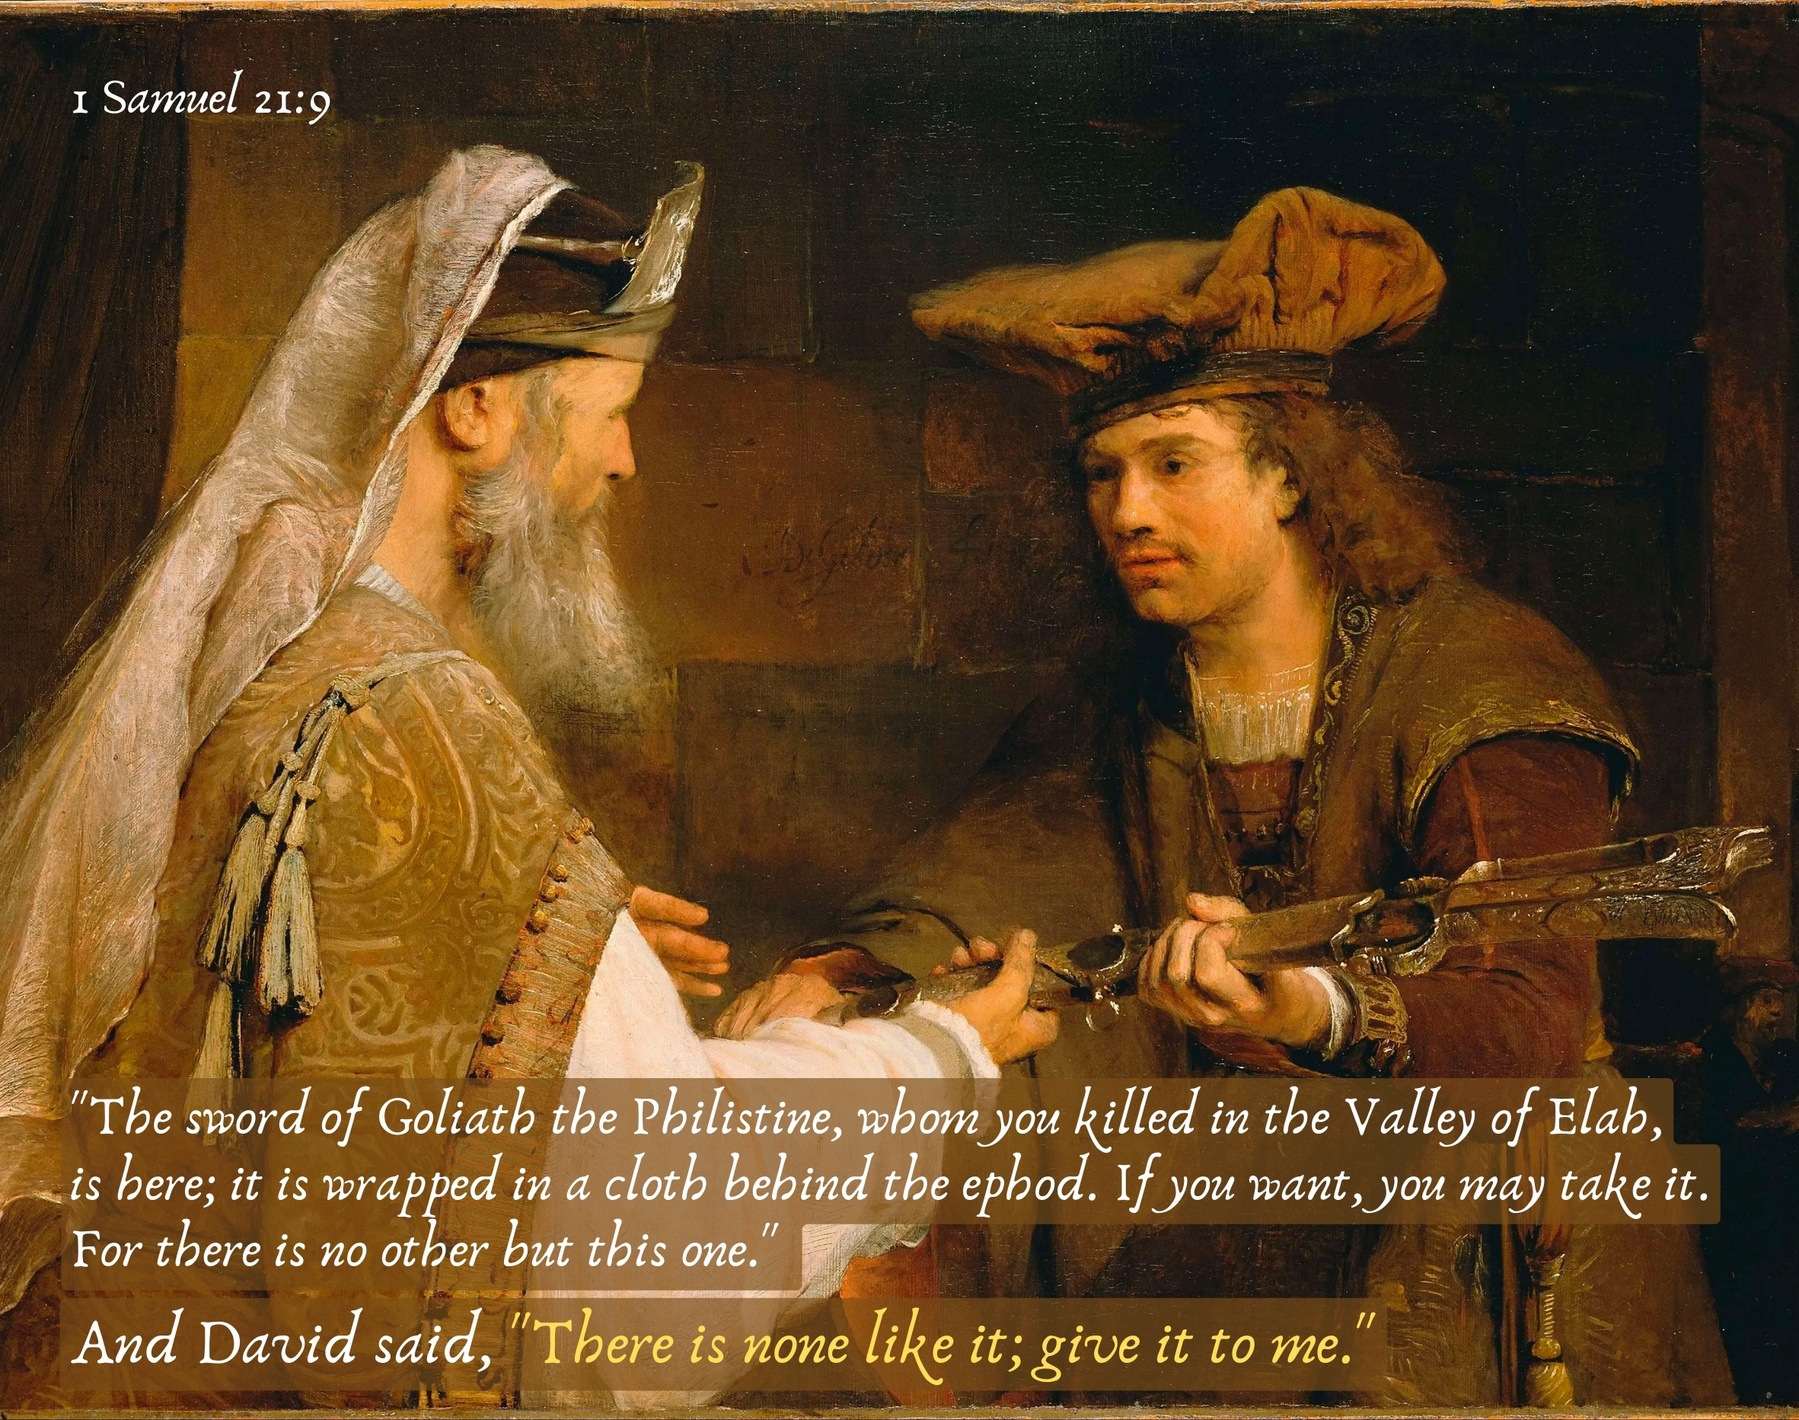 1 Samuel 21:9
"The sword of Goliath the Philistine, whom you killed in the Valley of Elah,
is here; it is wrapped in a cloth behind the ephod. If you want, you may take it.
For there is no other but this one."
And David said, "There is none like it; give it to me."